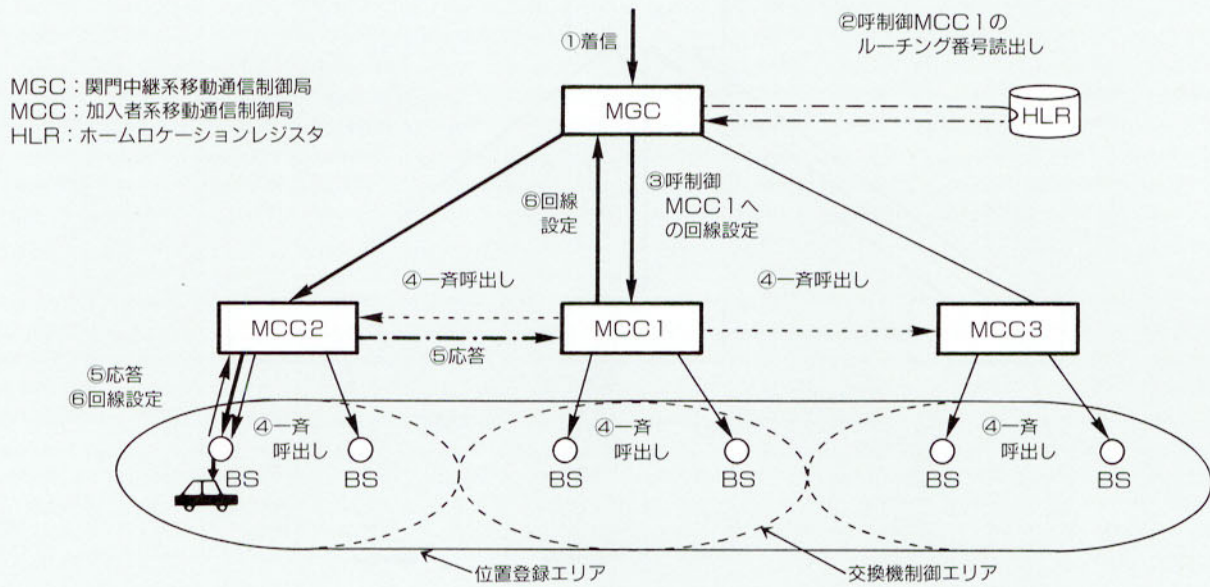 ①着信
②呼制御MCC1の
ルーチング番号読出し
MGC：関門中継系移動通信制御局
MCC：加入者系移動通信制御局
HLR：ホームロケーションレジスタ
MGC
HLR
⑥回線
設定
③呼制御
MCC1へ
の回線設定
④一斉呼出し
④一斉呼出し
MCC2
MCC1
MCC3
⑤応答
⑤応答
⑥回線設定
④一斉
呼出し
④一斉
呼出し
④一斉
呼出し
BS
BS
BS
BS
BS
BS
位置登録エリア
交換機制御エリア